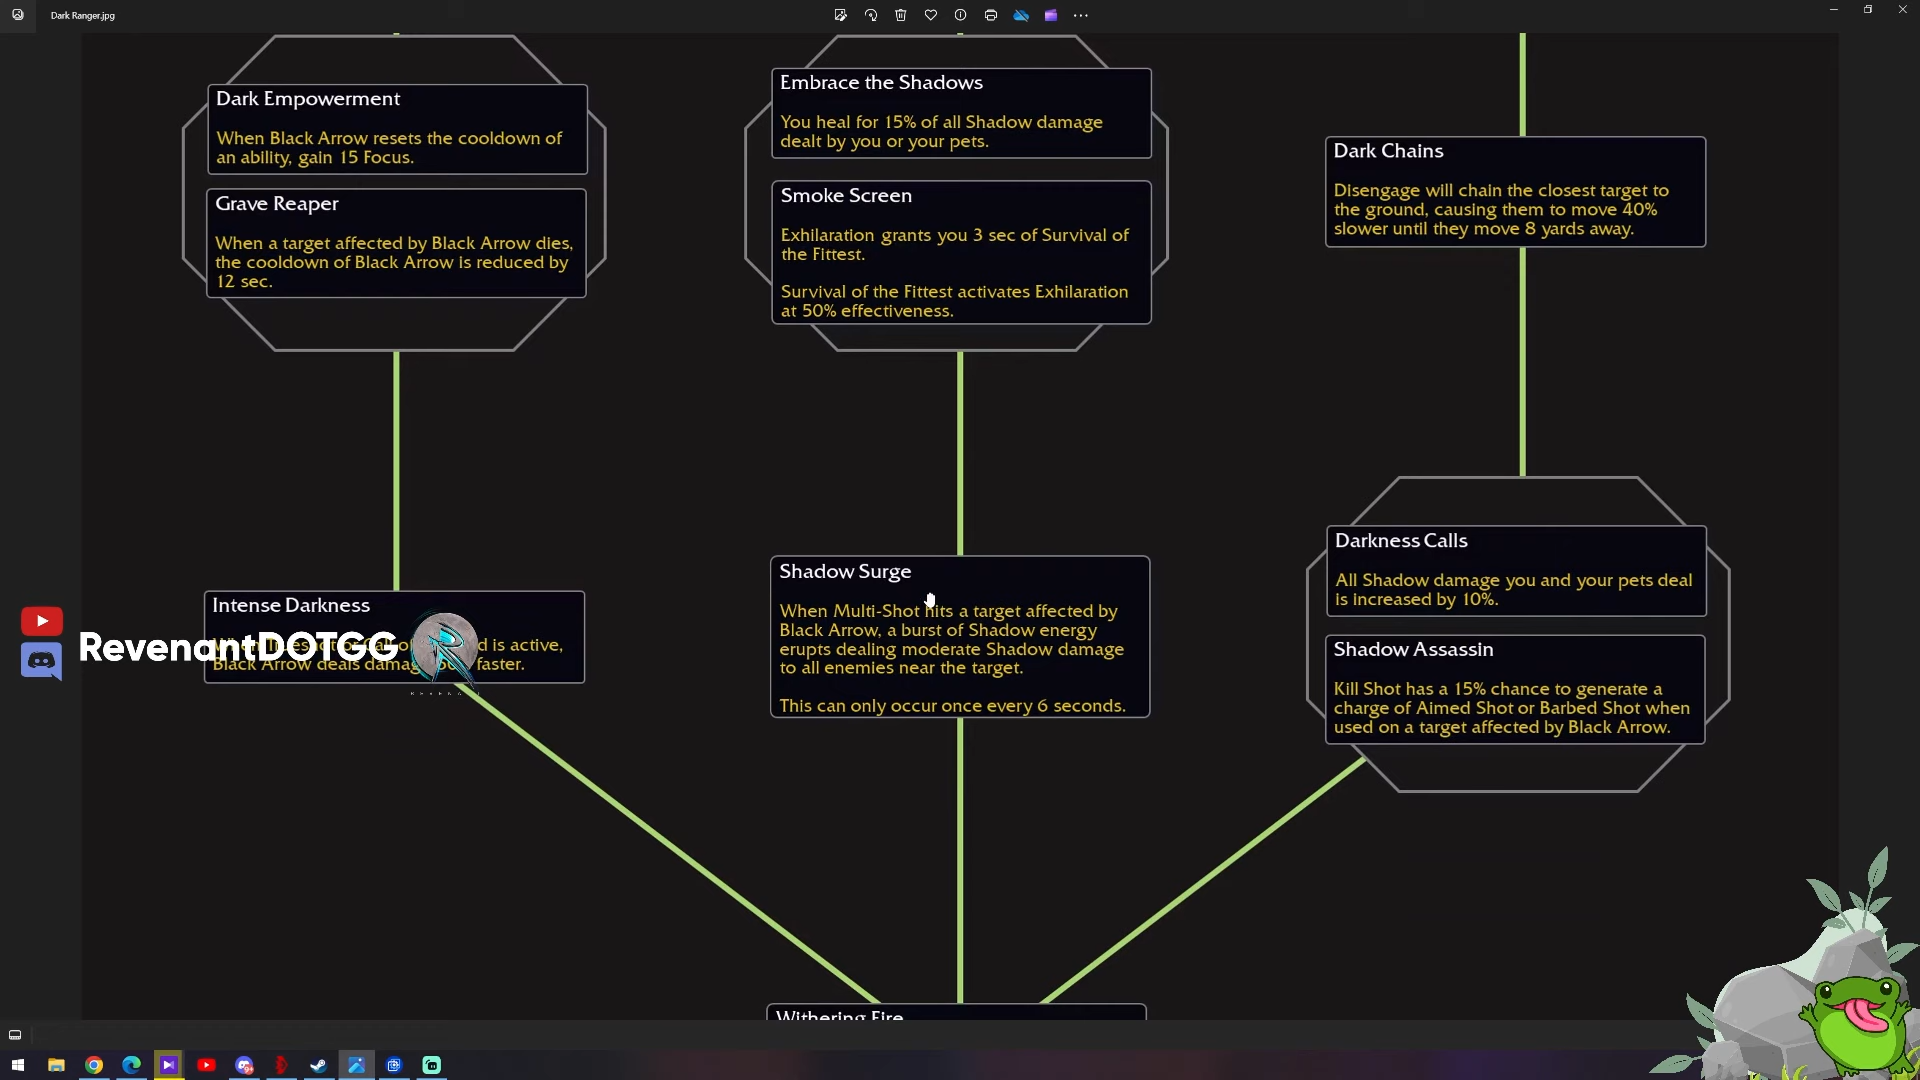 Dark Ranger.jpg
Dark Empowerment
When Black Arrow resets the cooldown of
an ability, gain 15 Focus.
Grave Reaper
When a target affected by Black Arrow dies,
the cooldown of Black Arrow is reduced by
12 sec.
Embrace the Shadows
You heal for 15% of all Shadow damage
dealt by you or your pets.
Smoke Screen
Exhilaration grants you 3 sec of Survival of
the Fittest.
Survival of the Fittest activates Exhilaration
at 50% effectiveness.
Dark Chains
Disengage will chain the closest target to
the ground, causing them to move 40%
slower until they move 8 yards away.
Intense Darkness
is active,
Black Arrow deals faster.
RevenantDOTGG
Shadow Surge
When Multi-Shot hits a target affected by
Black Arrow, a burst of Shadow energy
erupts dealing moderate Shadow damage
to all enemies near the target.
This can only occur once every 6 seconds.
Darkness Calls
All Shadow damage you and your pets deal
is increased by 10%.
Shadow Assassin
Kill Shot has a 15% chance to generate a
charge of Aimed Shot or Barbed Shot when
used on a target affected by Black Arrow.
Withering Fire